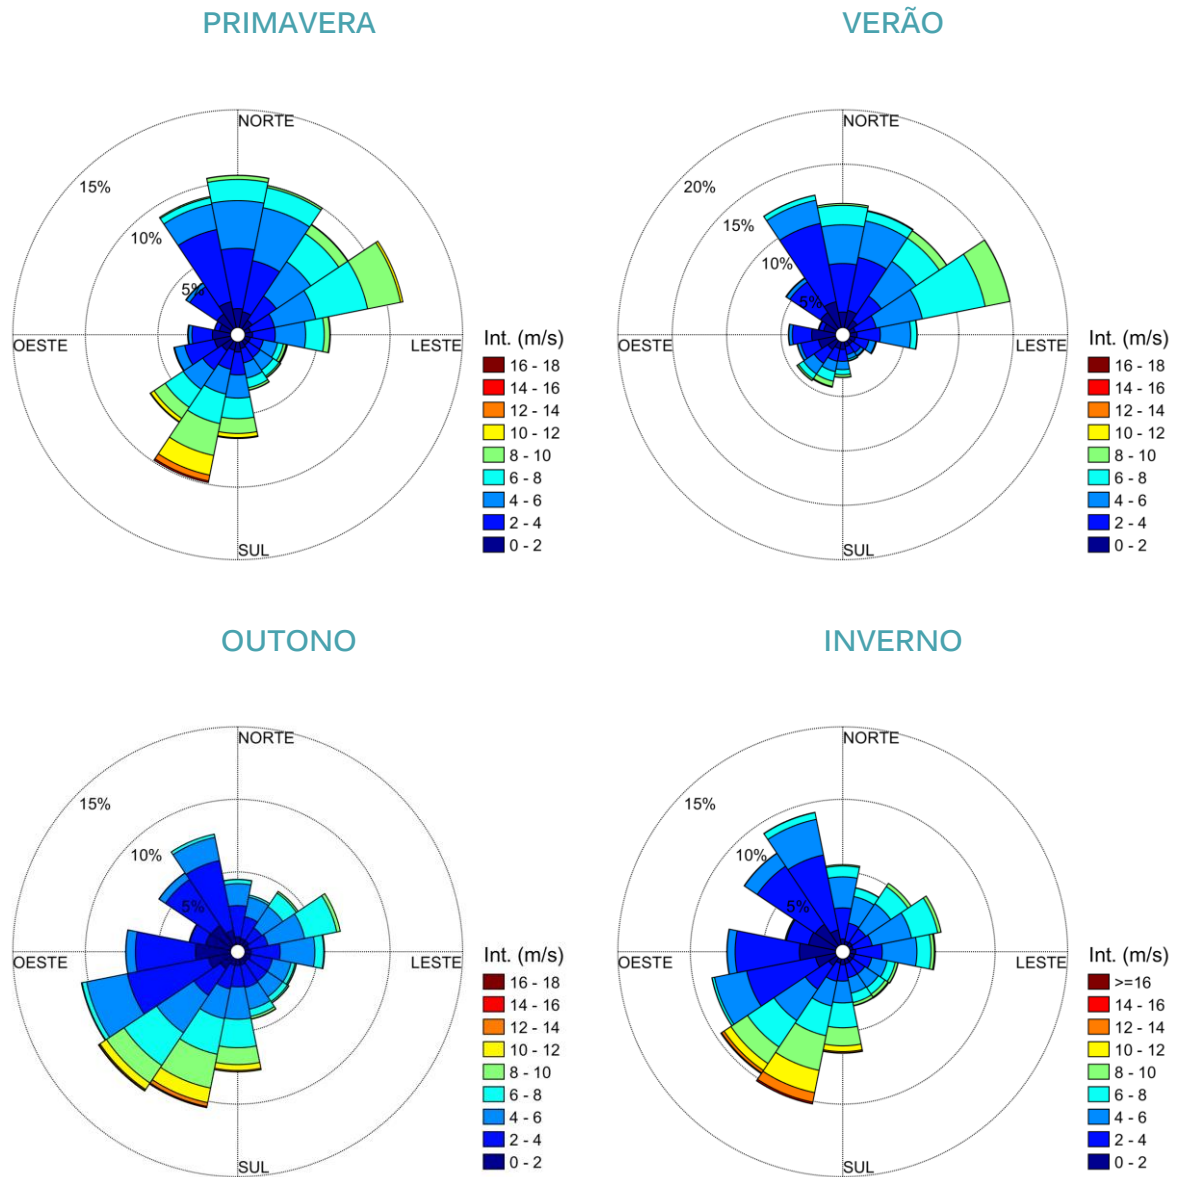 PRIMAVERA
NORTE
15%
10%
5%
OESTE
LESTE
SUL
Int. (m/s)
16 - 18
14 - 16
12 - 14
10 - 12
8 - 10
6 - 8
4 - 6
2 - 4
0 - 2
VERÃO
NORTE
20%
15%
10%
5%
OESTE
LESTE
SUL
Int. (m/s)
16 - 18
14 - 16
12 - 14
10 - 12
8 - 10
6 - 8
4 - 6
2 - 4
0 - 2
OUTONO
NORTE
15%
10%
5%
OESTE
LESTE
SUL
Int. (m/s)
16 - 18
14 - 16
12 - 14
10 - 12
8 - 10
6 - 8
4 - 6
2 - 4
0 - 2
INVERNO
NORTE
15%
10%
5%
OESTE
LESTE
SUL
Int. (m/s)
>=16
14 - 16
12 - 14
10 - 12
8 - 10
6 - 8
4 - 6
2 - 4
0 - 2